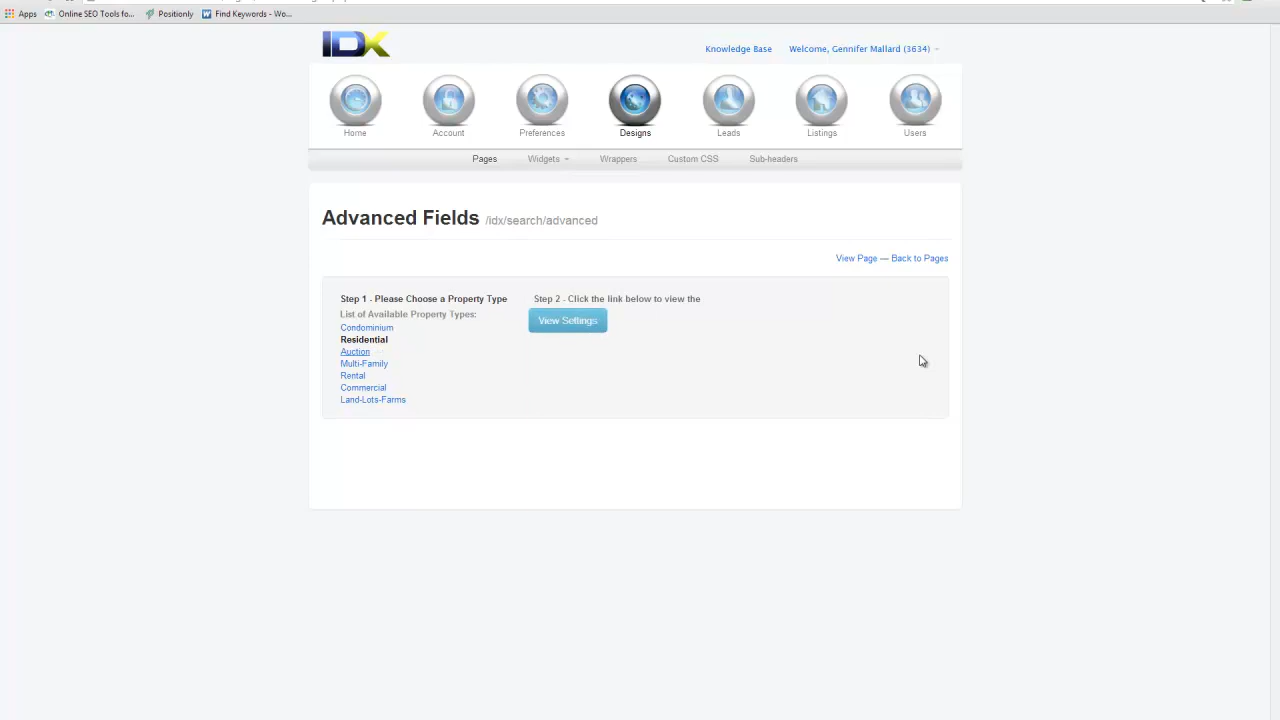 Apps Online SEO Tools fo... Positionly Find Keywords - Wo...
IDX
Knowledge Base Welcome, Gennifer Mallard (3634)
Home Account Preferences Designs Leads Listings Users
Pages Widgets Wrappers Custom CSS Sub-headers
Advanced Fields /idx/search/advanced
View Page — Back to Pages
Step 1 - Please Choose a Property Type
List of Available Property Types:
Condominium
Residential
Auction
Multi-Family
Rental
Commercial
Land-Lots-Farms
Step 2 - Click the link below to view the
View Settings